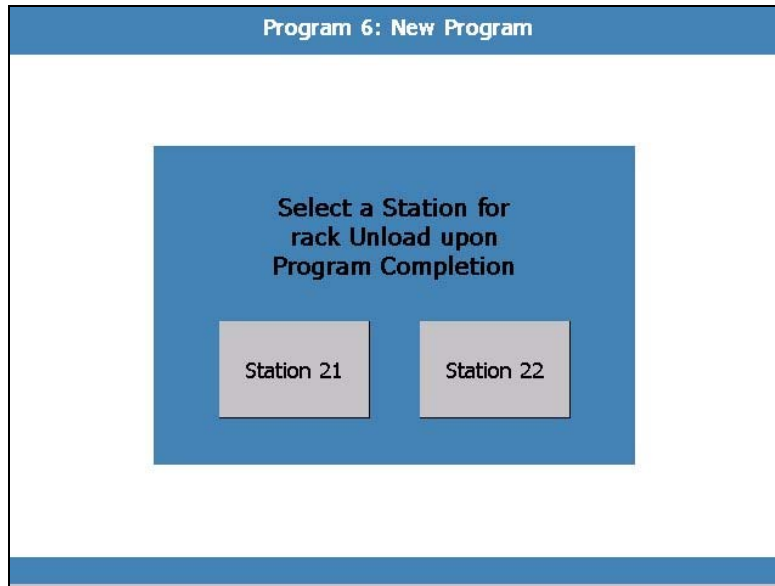 Program 6: New Program
Select a Station for
rack Unload upon
Program Completion
Station 21
Station 22